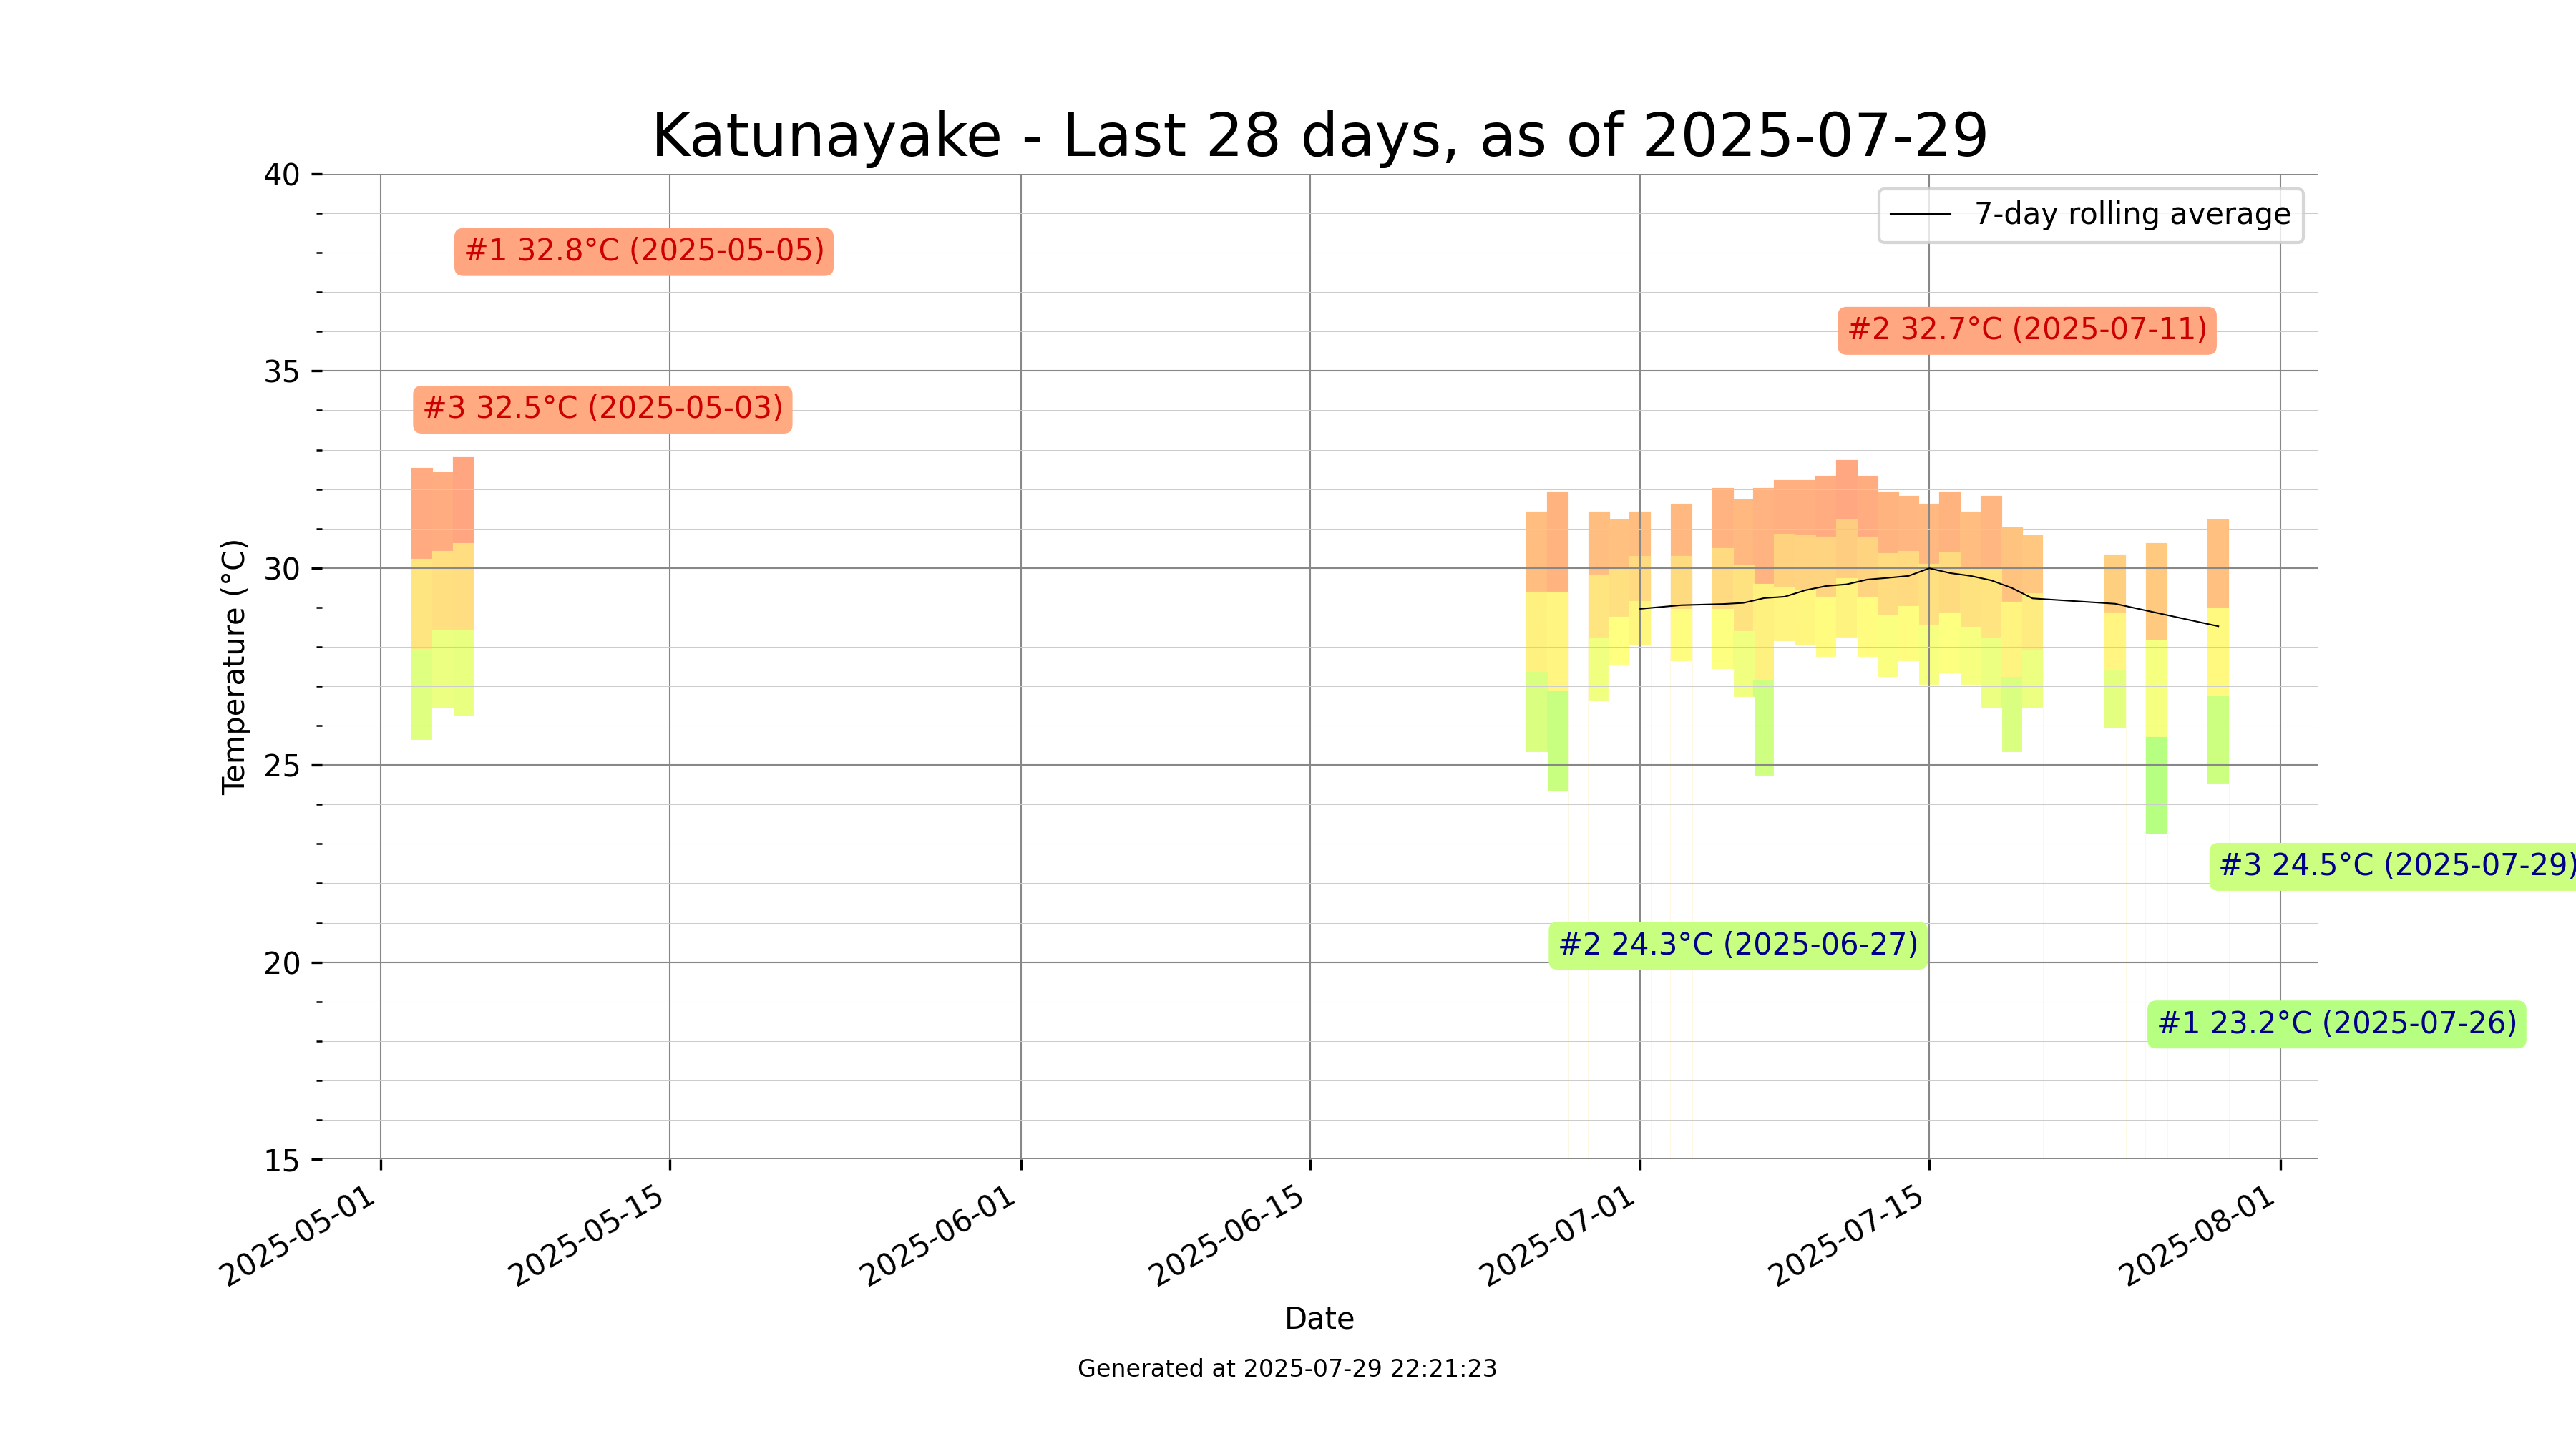 Katunayake - Last 28 days, as of 2025-07-29
40
7-day rolling average
#1 32.8°C (2025-05-05)
#2 32.7°C (2025-07-11)
35
#3 32.5°C (2025-05-03)
30
Temperature (°C)
25
#3 24.5°C (2025-07-29)
#2 24.3°C (2025-06-27)
20
#1 23.2°C (2025-07-26)
15
2025-05-01
2025-05-15
2025-06-01
2025-06-15
2025-07-01
2025-07-15
2025-08-01
Date
Generated at 2025-07-29 22:21:23